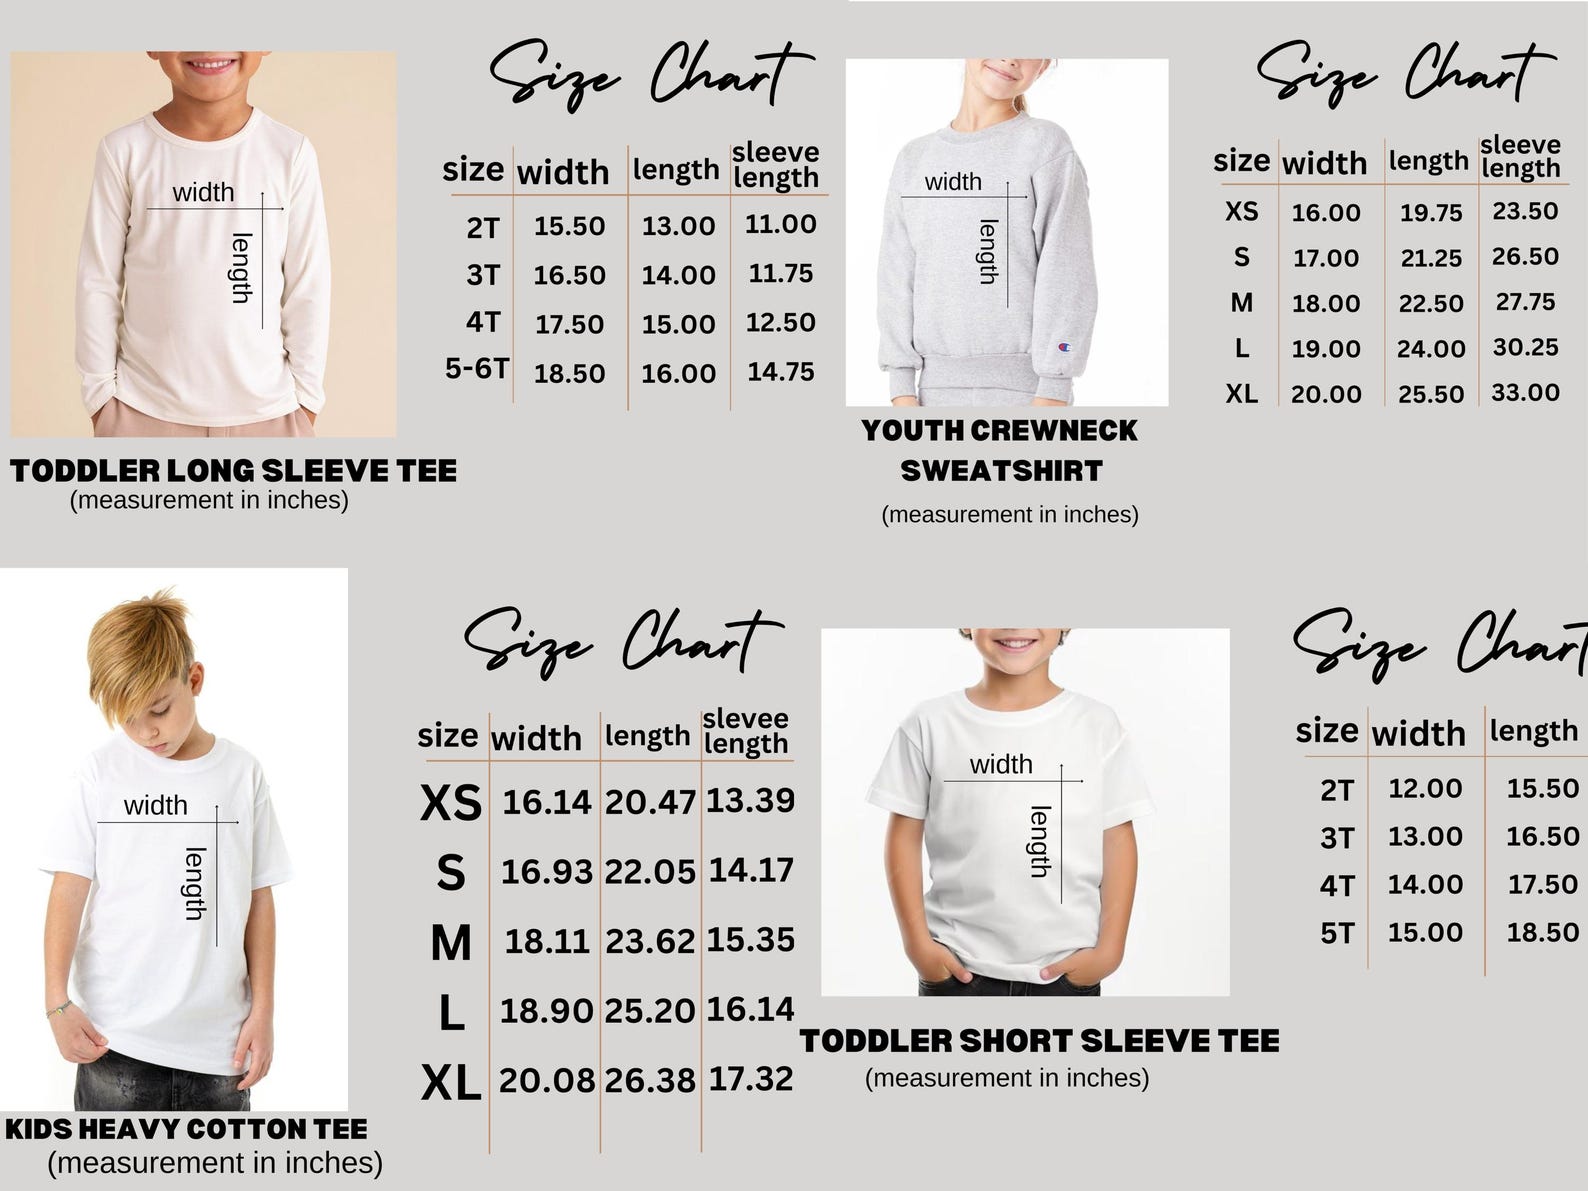 Size Chart
size width length sleeve length
2T 15.50 13.00 11.00
3T 16.50 14.00 11.75
4T 17.50 15.00 12.50
5-6T 18.50 16.00 14.75
width
length
TODDLER LONG SLEEVE TEE
(measurement in inches)
Size Chart
size width length sleeve length
XS 16.00 19.75 23.50
S 17.00 21.25 26.50
M 18.00 22.50 27.75
L 19.00 24.00 30.25
XL 20.00 25.50 33.00
width
length
YOUTH CREWNECK
SWEATSHIRT
(measurement in inches)
Size Chart
size width length slevee length
XS 16.14 20.47 13.39
S 16.93 22.05 14.17
M 18.11 23.62 15.35
L 18.90 25.20 16.14
XL 20.08 26.38 17.32
width
length
KIDS HEAVY COTTON TEE
(measurement in inches)
Size Chart
size width length
2T 12.00 15.50
3T 13.00 16.50
4T 14.00 17.50
5T 15.00 18.50
width
length
TODDLER SHORT SLEEVE TEE
(measurement in inches)